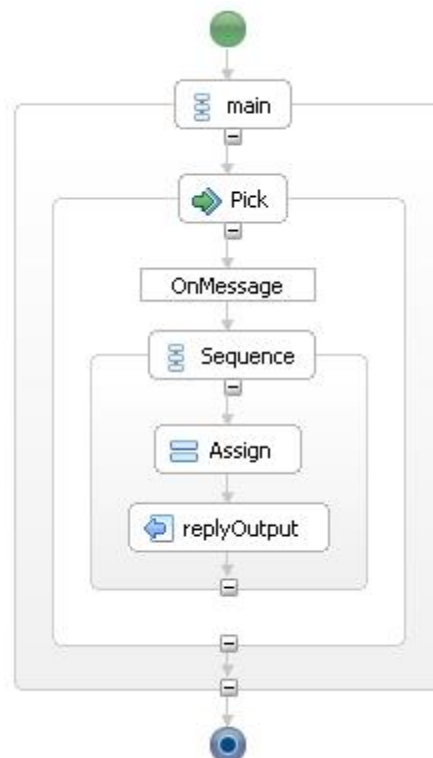 main
Pick
OnMessage
Sequence
Assign
replyOutput